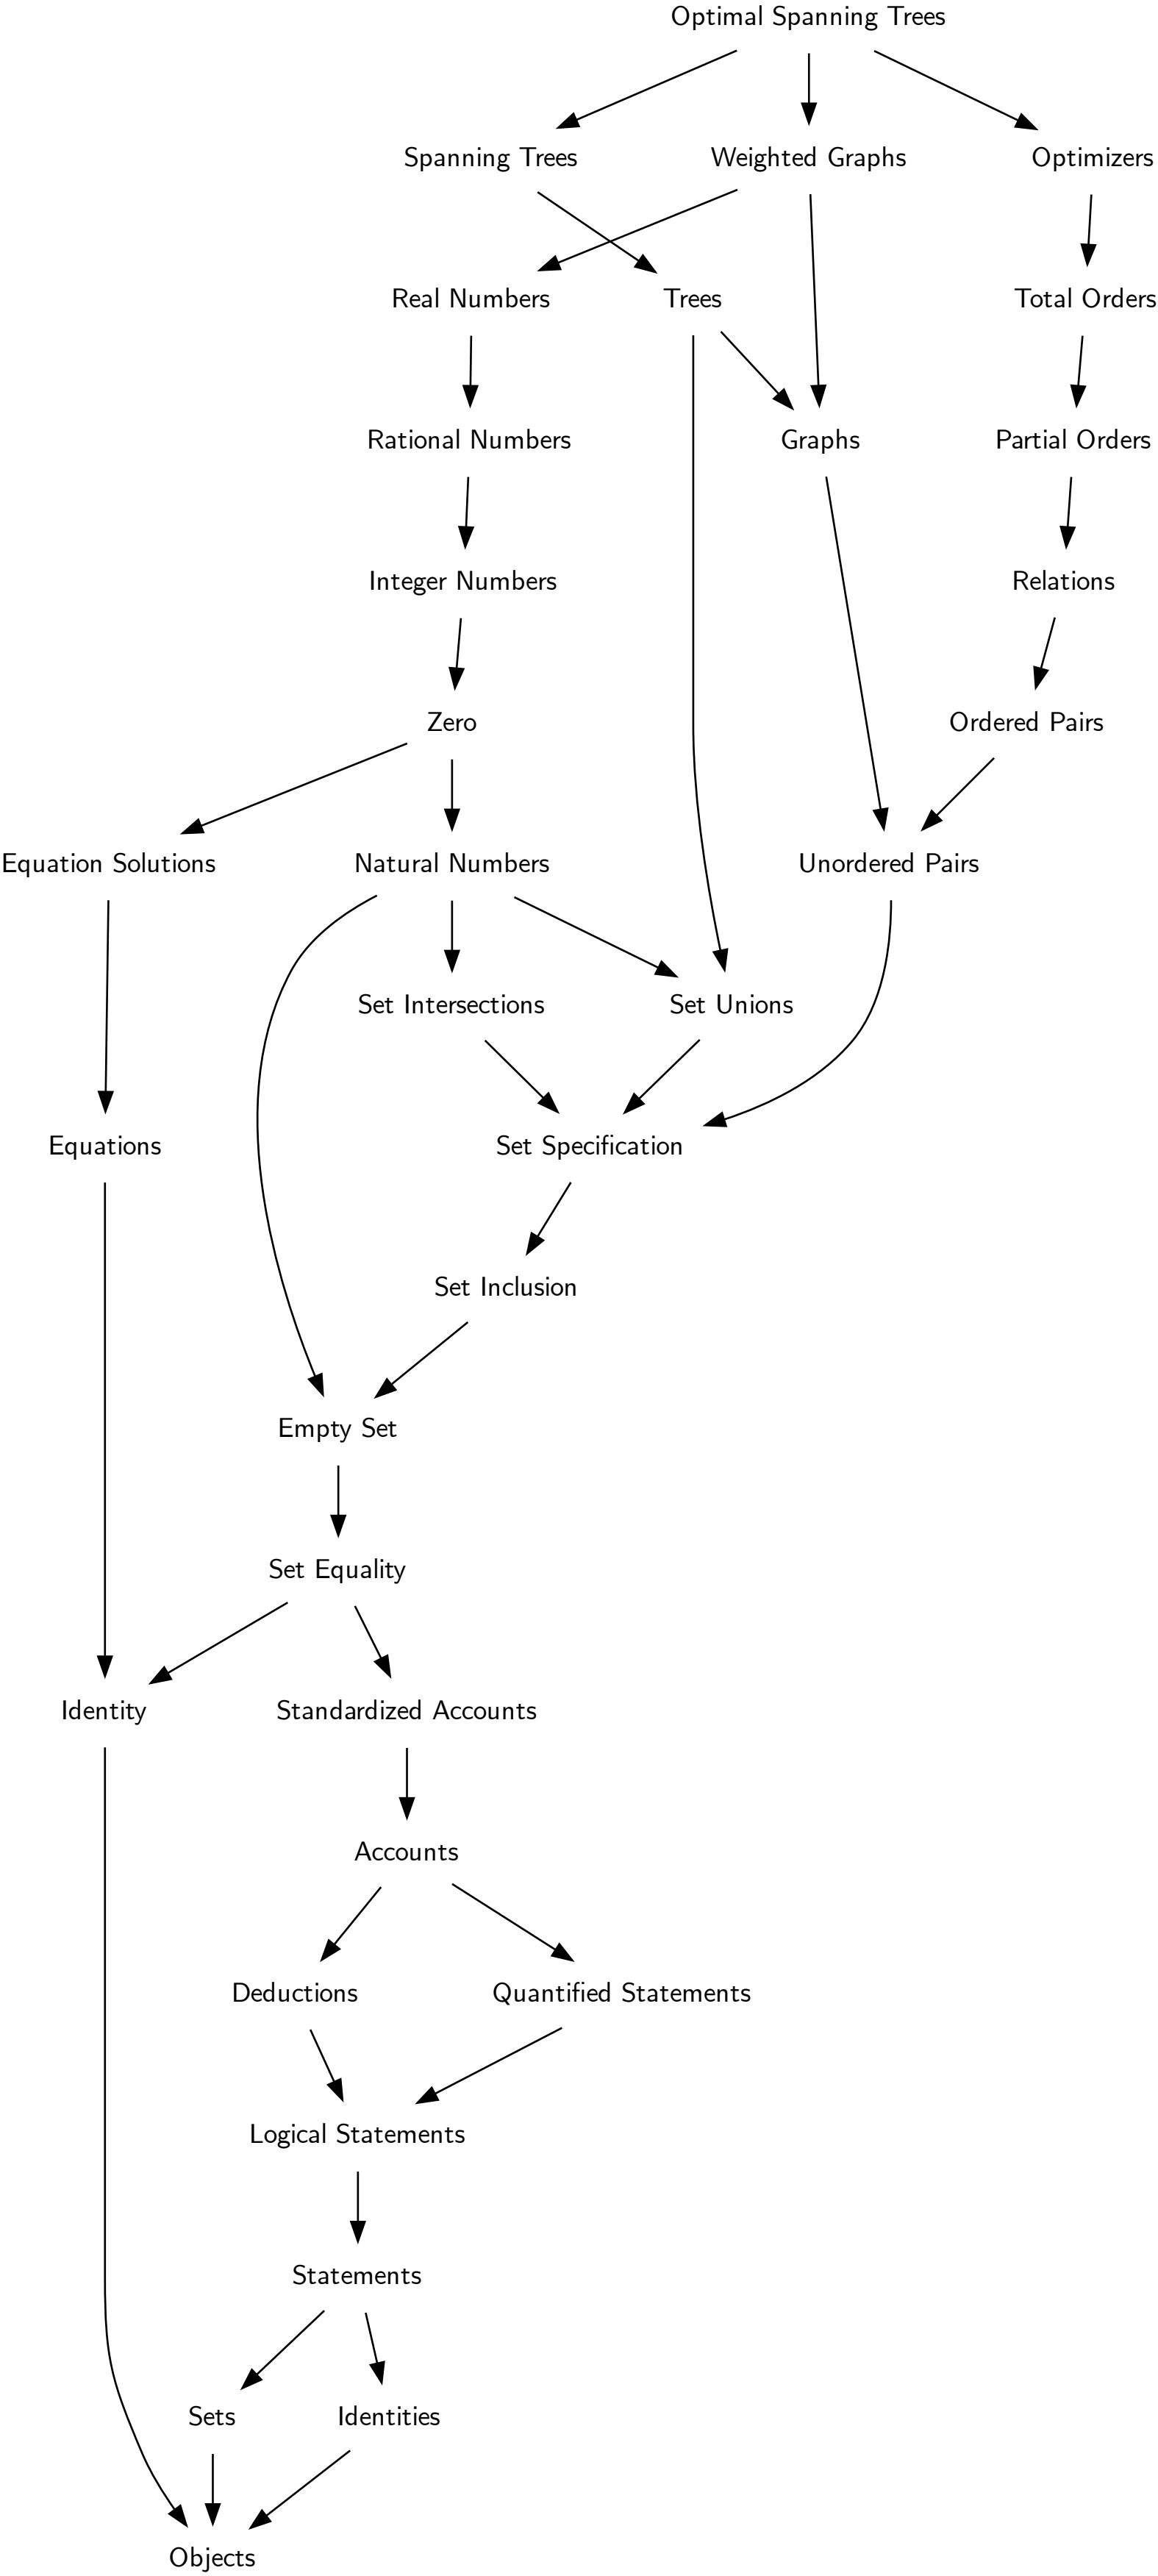 Optimal Spanning Trees
Spanning Trees
Weighted Graphs
Optimizers
Real Numbers
Trees
Total Orders
Rational Numbers
Graphs
Partial Orders
Integer Numbers
Relations
Zero
Ordered Pairs
Equation Solutions
Natural Numbers
Unordered Pairs
Set Intersections
Set Unions
Equations
Set Specification
Set Inclusion
Empty Set
Set Equality
Identity
Standardized Accounts
Accounts
Deductions
Quantified Statements
Logical Statements
Statements
Sets
Identities
Objects